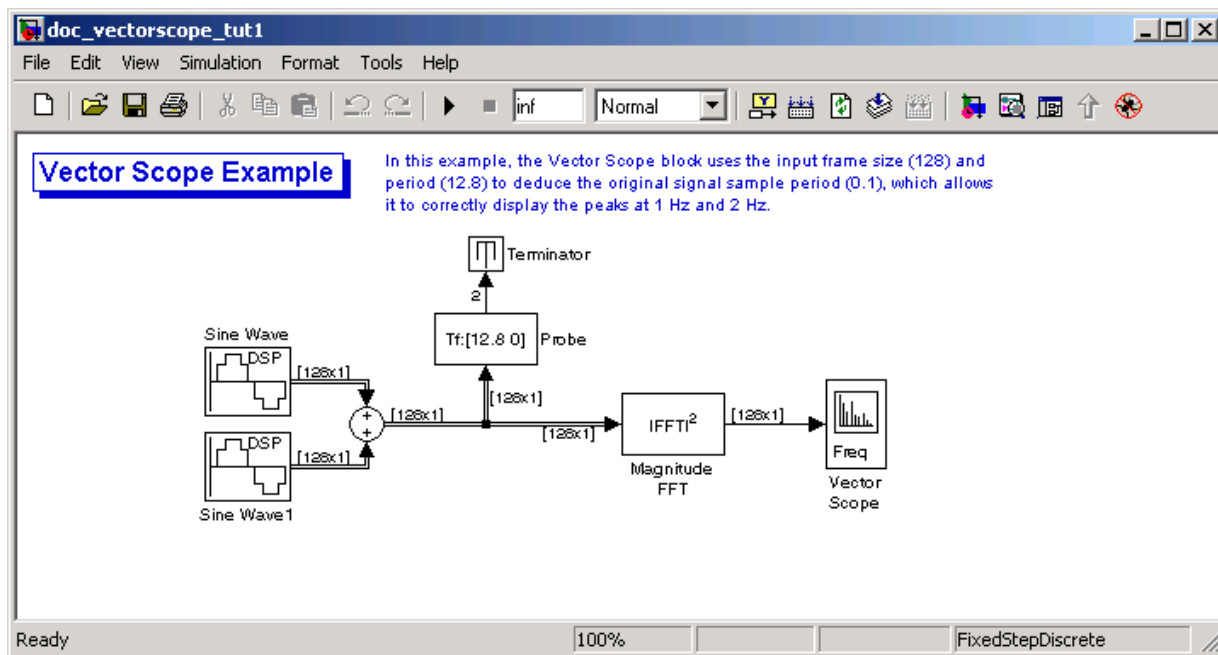 doc_vectorscope_tut1
File Edit View Simulation Format Tools Help
inf Normal
Vector Scope Example
In this example, the Vector Scope block uses the input frame size (128) and
period (12.8) to deduce the original signal sample period (0.1), which allows
it to correctly display the peaks at 1 Hz and 2 Hz.
Terminator
2
Tf:[12.8 0] Probe
Sine Wave
DSP
[128x1]
[128x1]
+
+
[128x1]
[128x1]
|FFT|²
[128x1]
Freq
DSP
[128x1]
Magnitude
FFT
Vector
Scope
Sine Wave1
Ready 100% FixedStepDiscrete